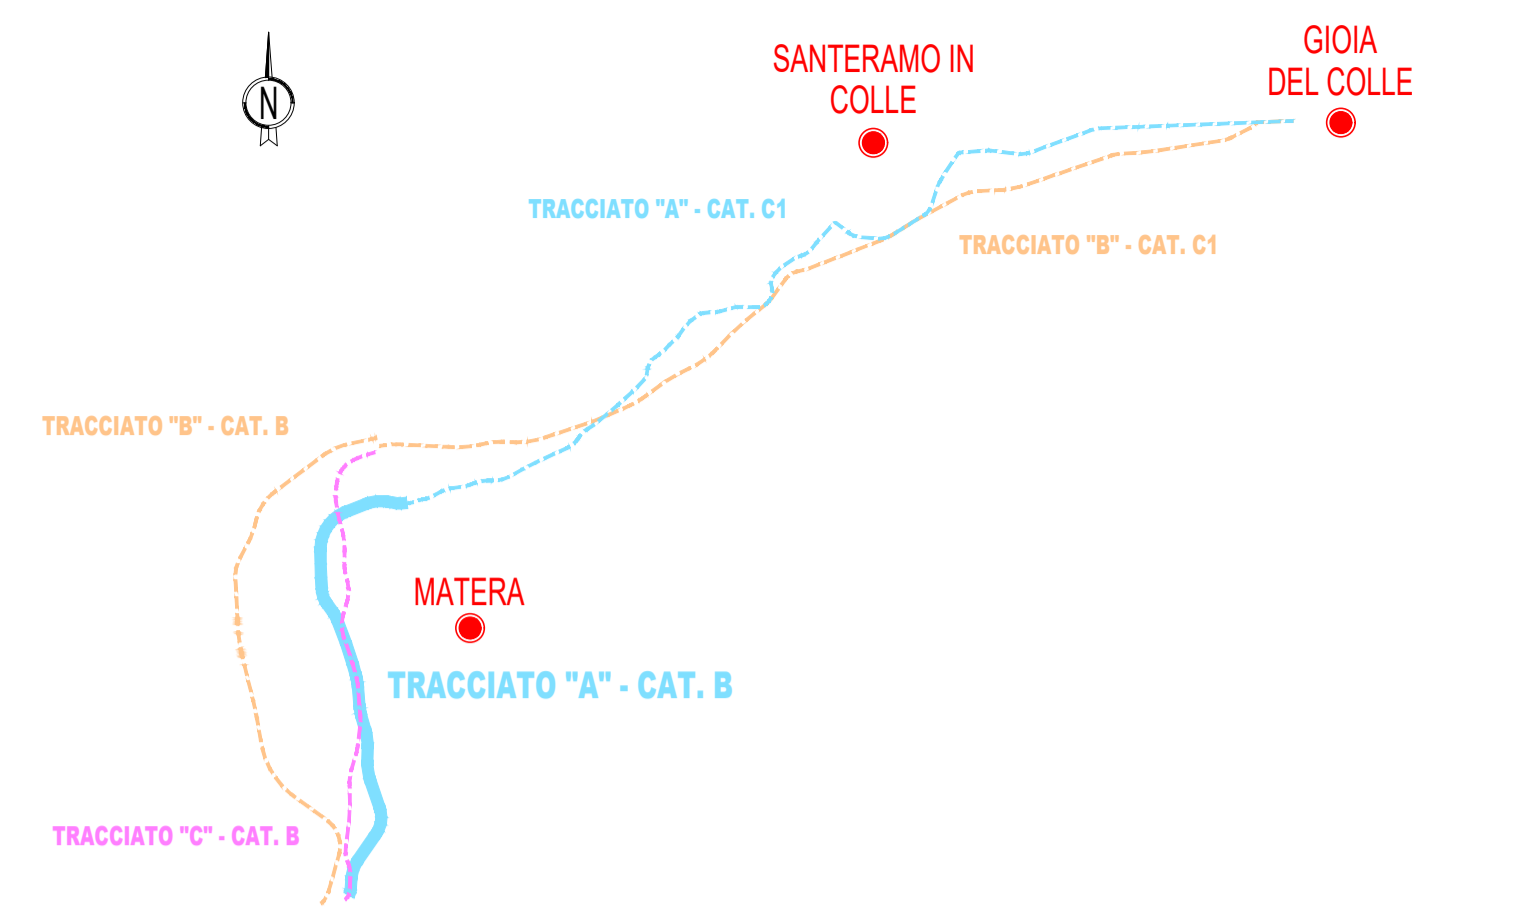 GIOIA
DEL COLLE
SANTERAMO IN
COLLE
N
TRACCIATO "A" - CAT. C1
TRACCIATO "B" - CAT. C1
TRACCIATO "B" - CAT. B
MATERA
TRACCIATO "A" - CAT. B
TRACCIATO "C" - CAT. B